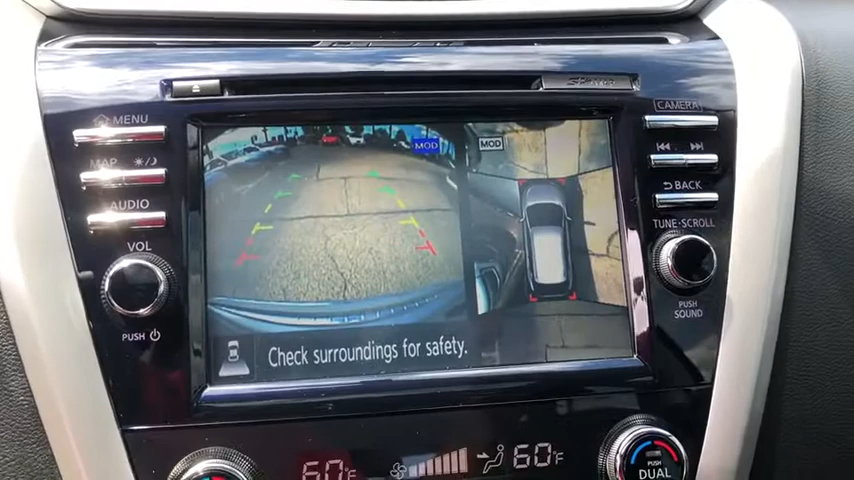 CAMERA
MENU
MAP
AUDIO
BACK
TUNE·SCROLL
VOL
PUSH
PUSH
SOUND
MOD
MOD
Check surroundings for safety.
60°F
60°F
PUSH
DUAL